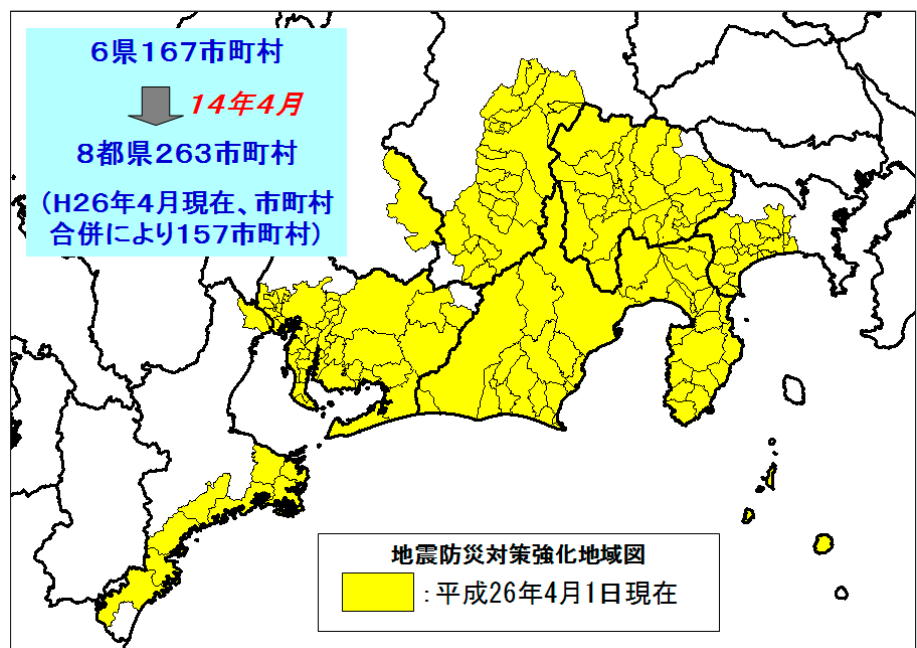 6県167市町村
14年4月
8都県263市町村
(H26年4月現在、市町村
合併により157市町村)
地震防災対策強化地域図
:平成26年4月1日現在